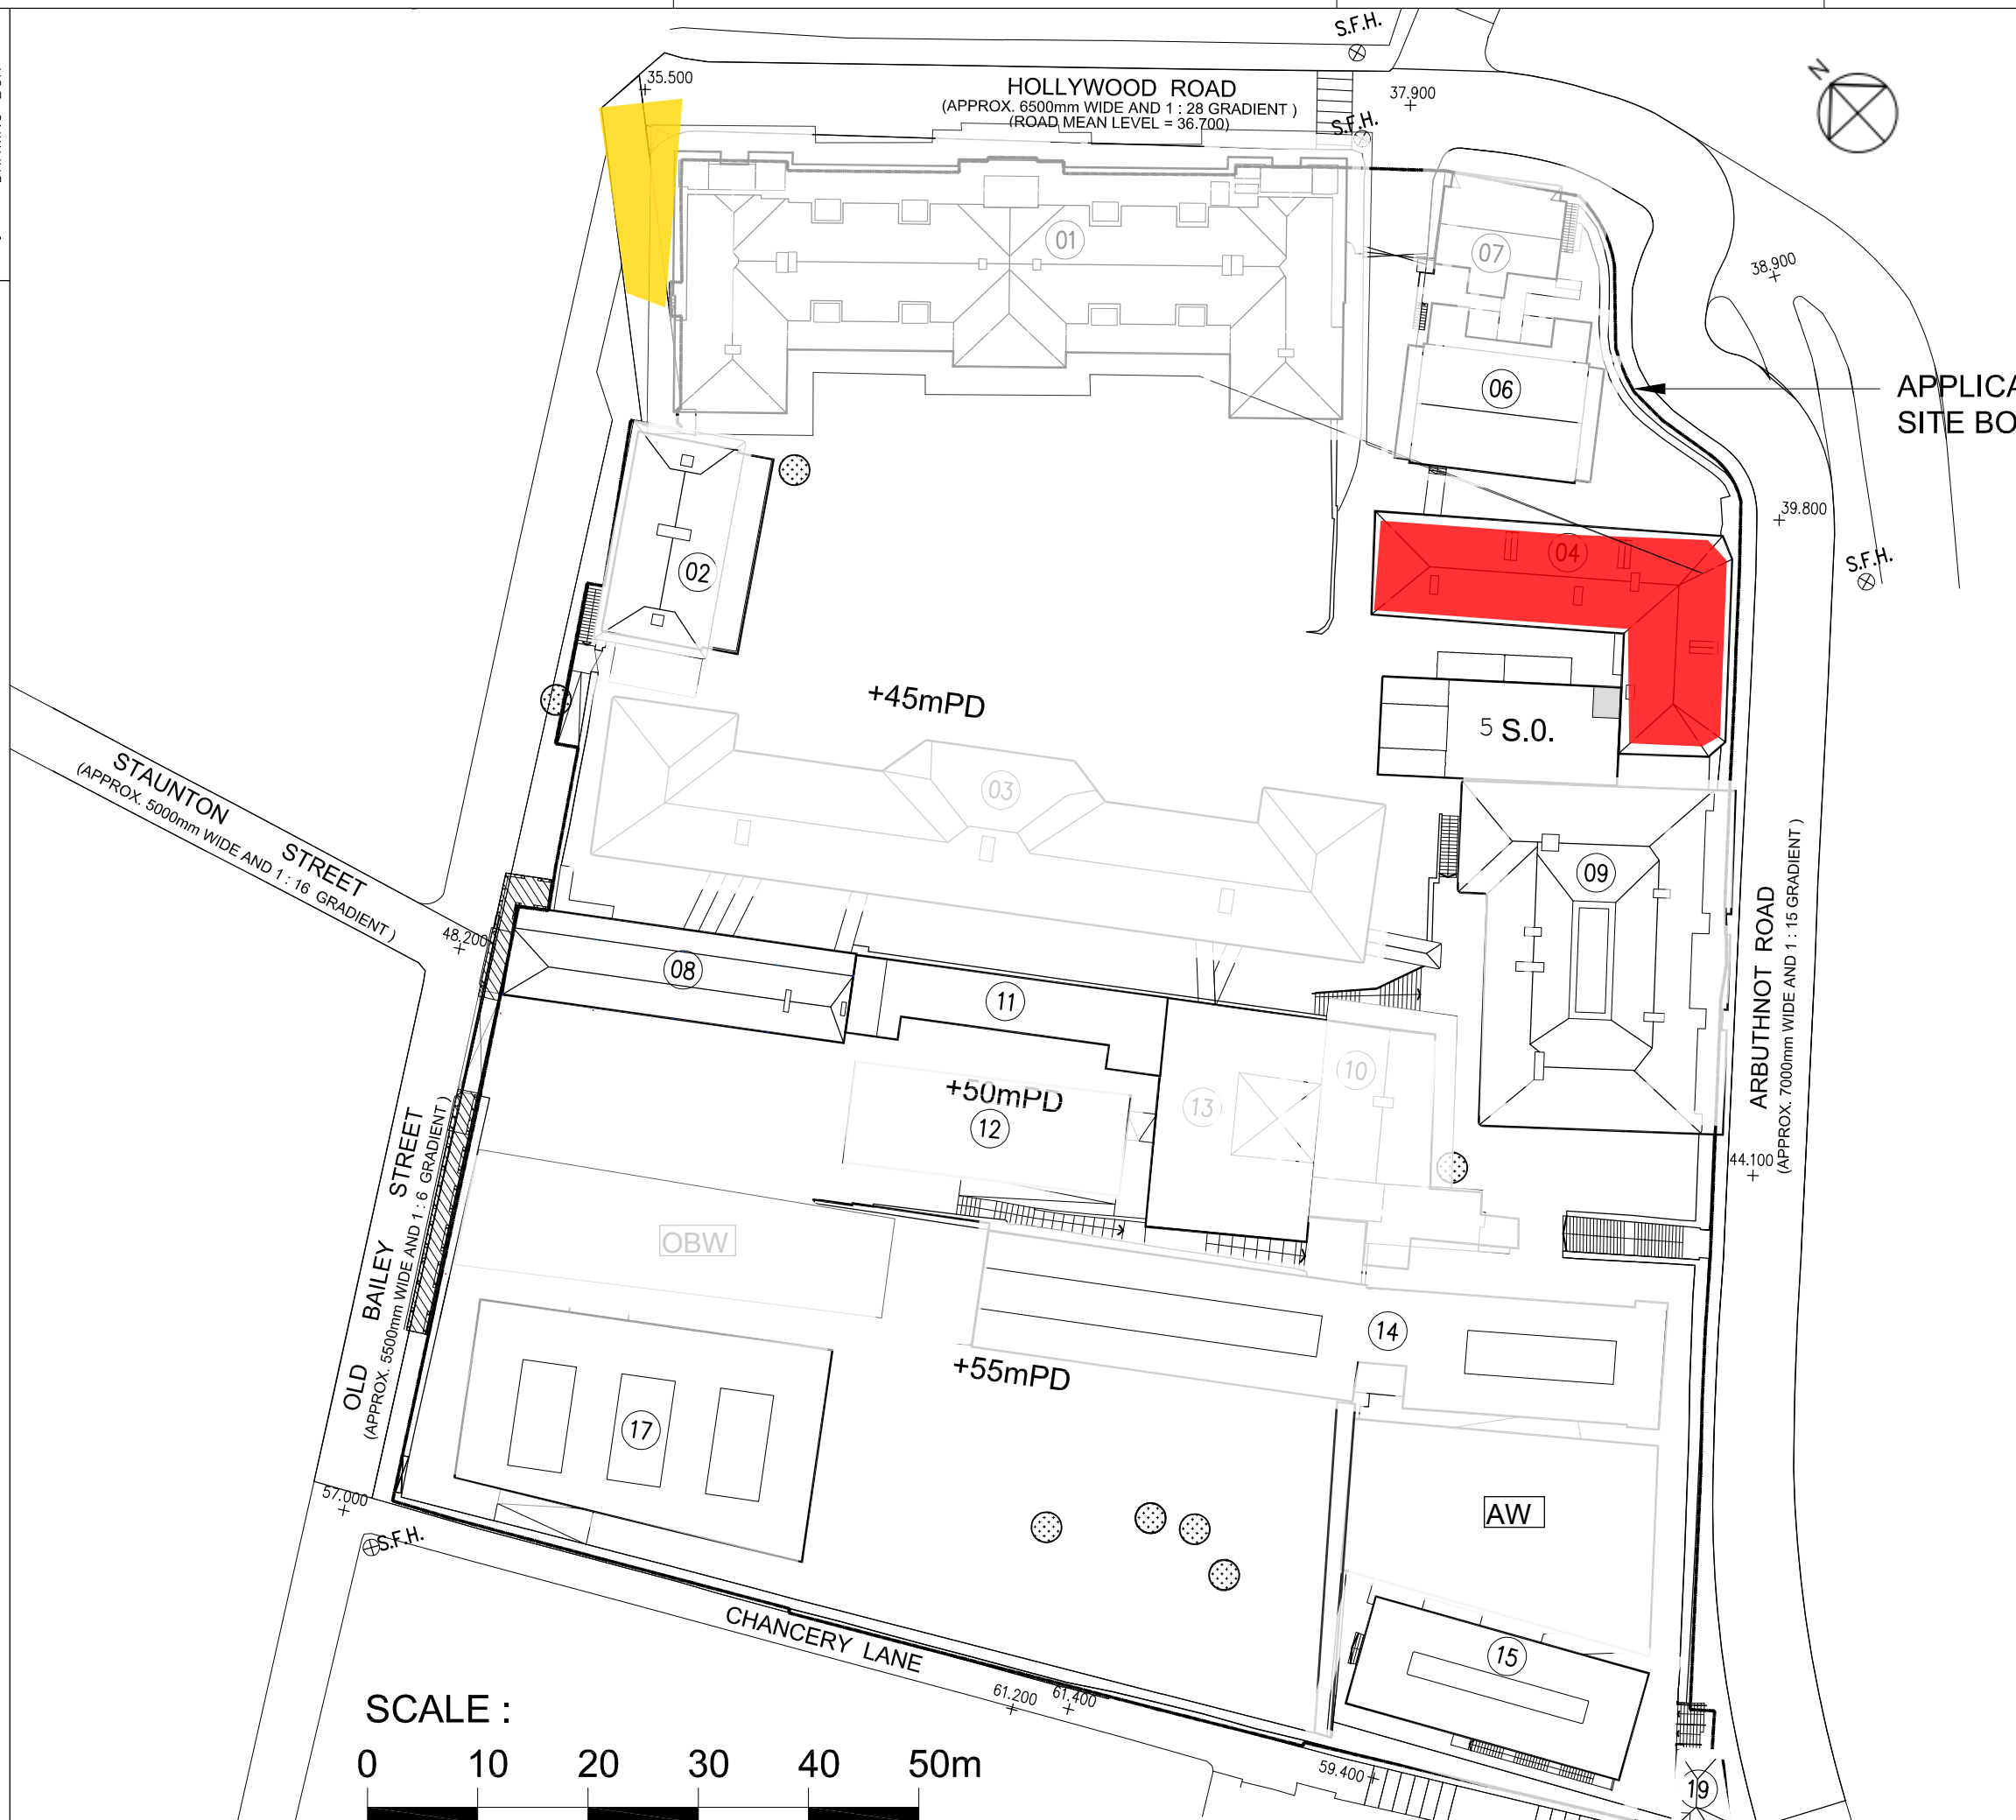 S.F.H.
35.500
HOLLYWOOD ROAD
(APPROX. 6500mm WIDE AND 1 : 28 GRADIENT )
(ROAD MEAN LEVEL = 36.700)
37.900
S.F.H.
N
01
07
38.900
06
APPLICA
SITE BO
02
04
39.800
S.F.H.
+45mPD
5 S.O.
STAUNTON STREET
(APPROX. 5000mm WIDE AND 1 : 16 GRADIENT )
03
09
48.200
08
11
ARBUTHNOT ROAD
(APPROX. 7000mm WIDE AND 1 : 15 GRADIENT )
+50mPD
12
13
10
44.100
OLD BAILEY STREET
(APPROX. 5500mm WIDE AND 1 : 6 GRADIENT )
OBW
14
+55mPD
17
57.000
S.F.H.
AW
CHANCERY LANE
15
61.200
61.400
59.400
19
SCALE :
0 10 20 30 40 50m